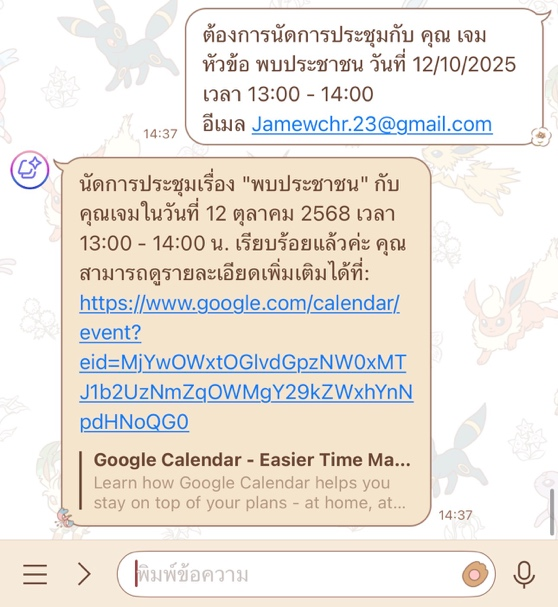 ต้องการนัดการประชุมกับ คุณ เจม
หัวข้อ พบประชาชน วันที่ 12/10/2025
เวลา 13:00 - 14:00
อีเมล Jamewchr.23@gmail.com
14:37
นัดการประชุมเรื่อง "พบประชาชน" กับ
คุณเจมในวันที่ 12 ตุลาคม 2568 เวลา
13:00 - 14:00 น. เรียบร้อยแล้วค่ะ คุณ
สามารถดูรายละเอียดเพิ่มเติมได้ที่:
https://www.google.com/calendar/
event?
eid=MjYwOWxtOGlvdGpzNW0xMT
J1b2UzNmZqOWMgY29kZWxhYnN
pdHNoQG0
Google Calendar - Easier Time Ma...
Learn how Google Calendar helps you
stay on top of your plans - at home, at...
14:37
พิมพ์ข้อความ